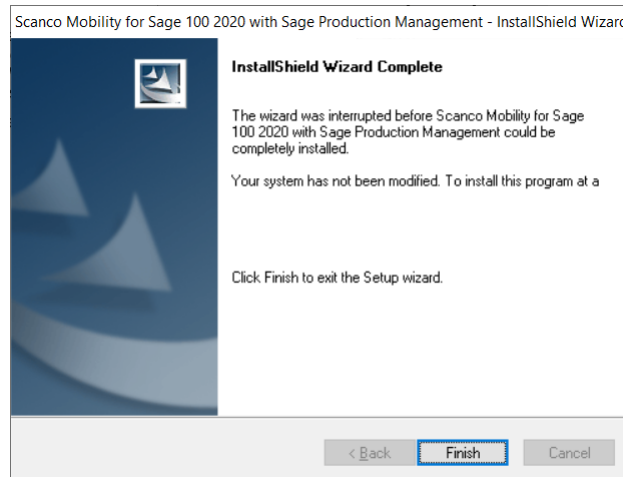 Scanco Mobility for Sage 100 2020 with Sage Production Management - InstallShield Wizard
InstallShield Wizard Complete
The wizard was interrupted before Scanco Mobility for Sage
100 2020 with Sage Production Management could be
completely installed.
Your system has not been modified. To install this program at a
Click Finish to exit the Setup wizard.
< Back
Finish
Cancel